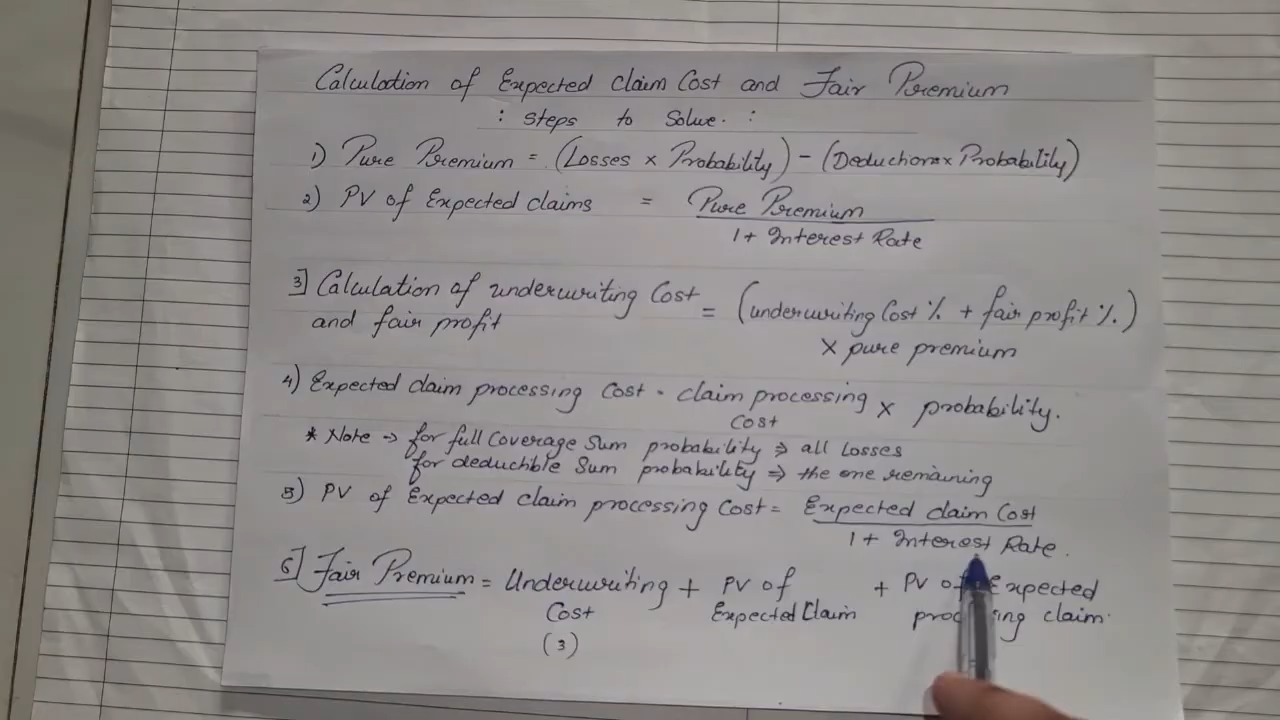 Calculation of Expected Claim Cost and Fair Premium
: Steps to Solve. :
1) Pure Premium = (Losses x Probability) - (Deduction x Probability)
2) PV of Expected claims = Pure Premium
1 + Interest Rate
3] Calculation of underwriting Cost = (underwriting Cost % + fair profit %)
and fair profit x pure premium
4) Expected claim processing Cost = claim processing x probability.
Cost
* Note → for full Coverage Sum probability ⇒ all Losses
for deductible Sum probability ⇒ the one remaining
5) PV of Expected claim processing Cost = Expected claim Cost
1 + Interest Rate.
6] Fair Premium = Underwriting + PV of + PV of Expected
Cost Expected Claim claim.
(3)